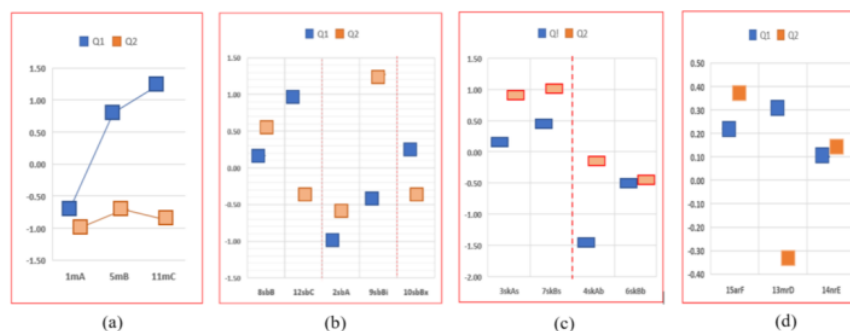 Q1 Q2
1.50
1.00
0.50
0.00
-0.50
-1.00
-1.50
1mA 5mB 11mC
(a)
Q1 Q2
1.50
1.00
0.50
0.00
-0.50
-1.00
-1.50
8sbB 12sbC 2sbA 9sbBi 10sbBx
(b)
Q! Q2
1.50
1.00
0.50
0.00
-0.50
-1.00
-1.50
-2.00
3skAs 7skBs 4skAb 6skBb
(c)
Q1 Q2
0.50
0.40
0.30
0.20
0.10
0.00
-0.10
-0.20
-0.30
-0.40
15arF 13mrD 14nrE
(d)